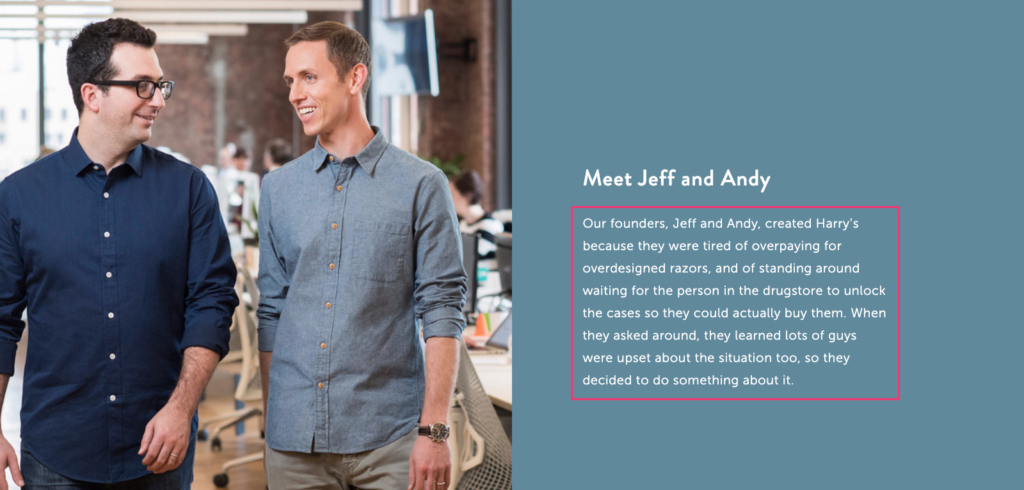 Meet Jeff and Andy
Our founders, Jeff and Andy, created Harry's
because they were tired of overpaying for
overdesigned razors, and of standing around
waiting for the person in the drugstore to unlock
the cases so they could actually buy them. When
they asked around, they learned lots of guys
were upset about the situation too, so they
decided to do something about it.